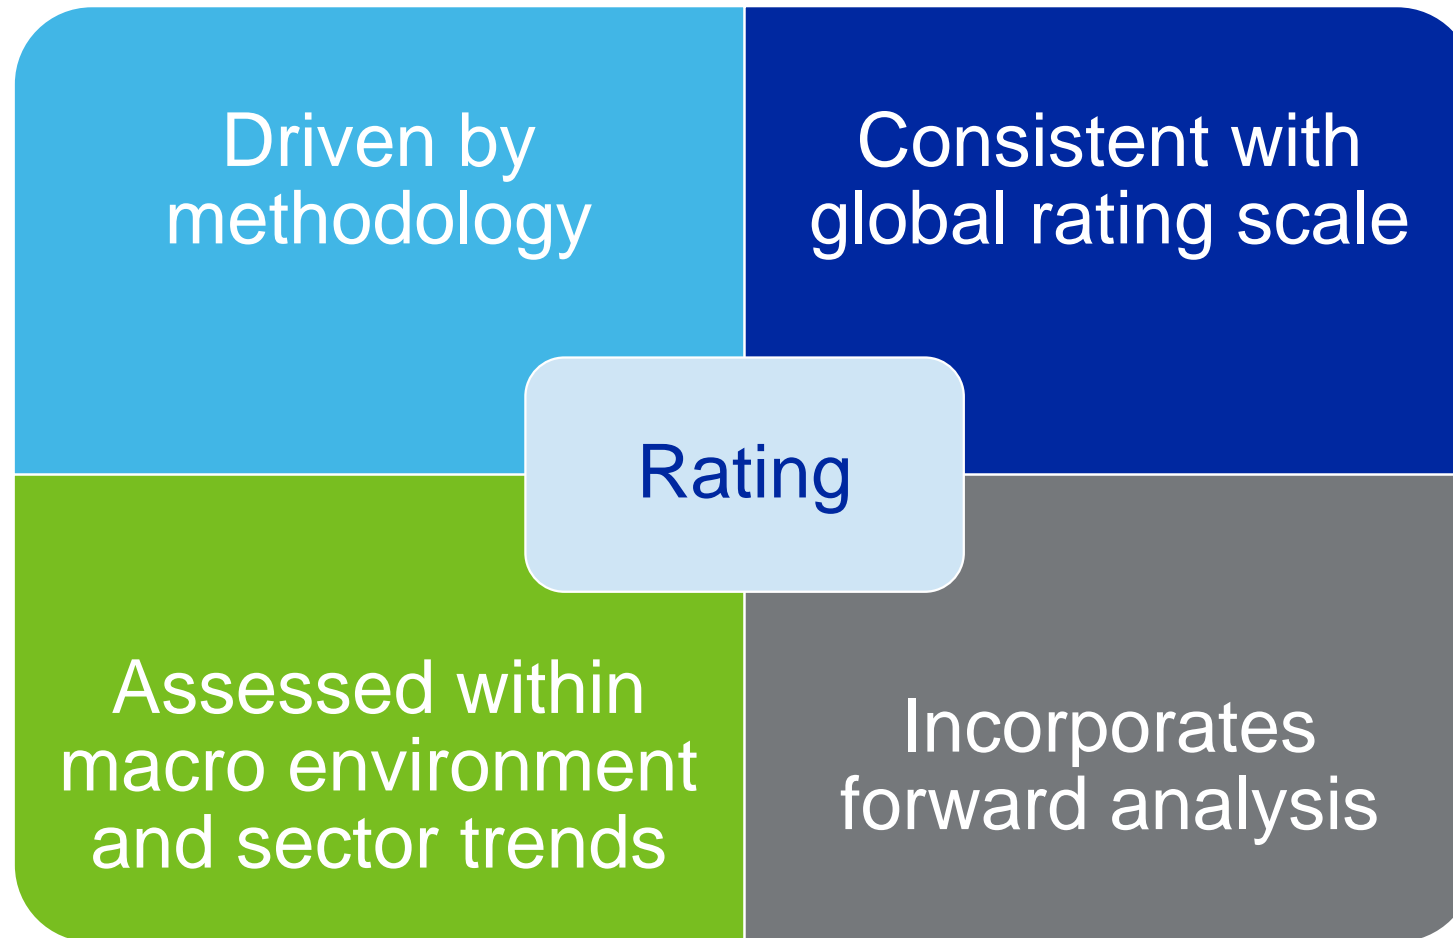 Driven by
methodology
Consistent with
global rating scale
Rating
Assessed within
macro environment
and sector trends
Incorporates
forward analysis